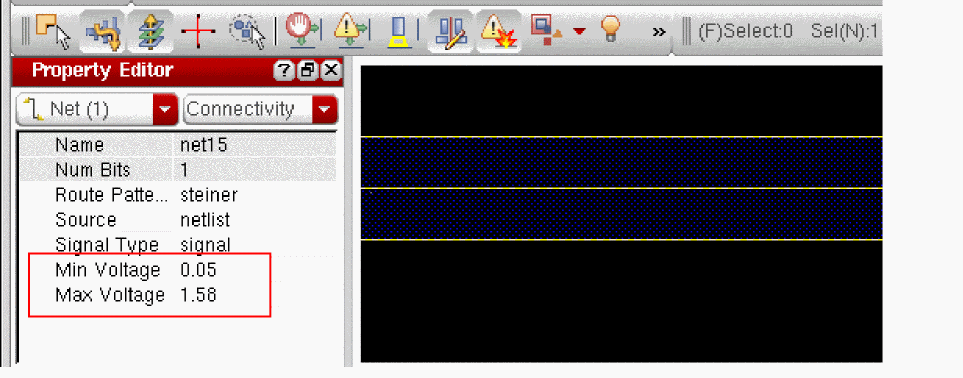 » (F)Select:0 Sel(N):1
Property Editor
Net (1) Connectivity
Name net15
Num Bits 1
Route Patte... steiner
Source netlist
Signal Type signal
Min Voltage 0.05
Max Voltage 1.58